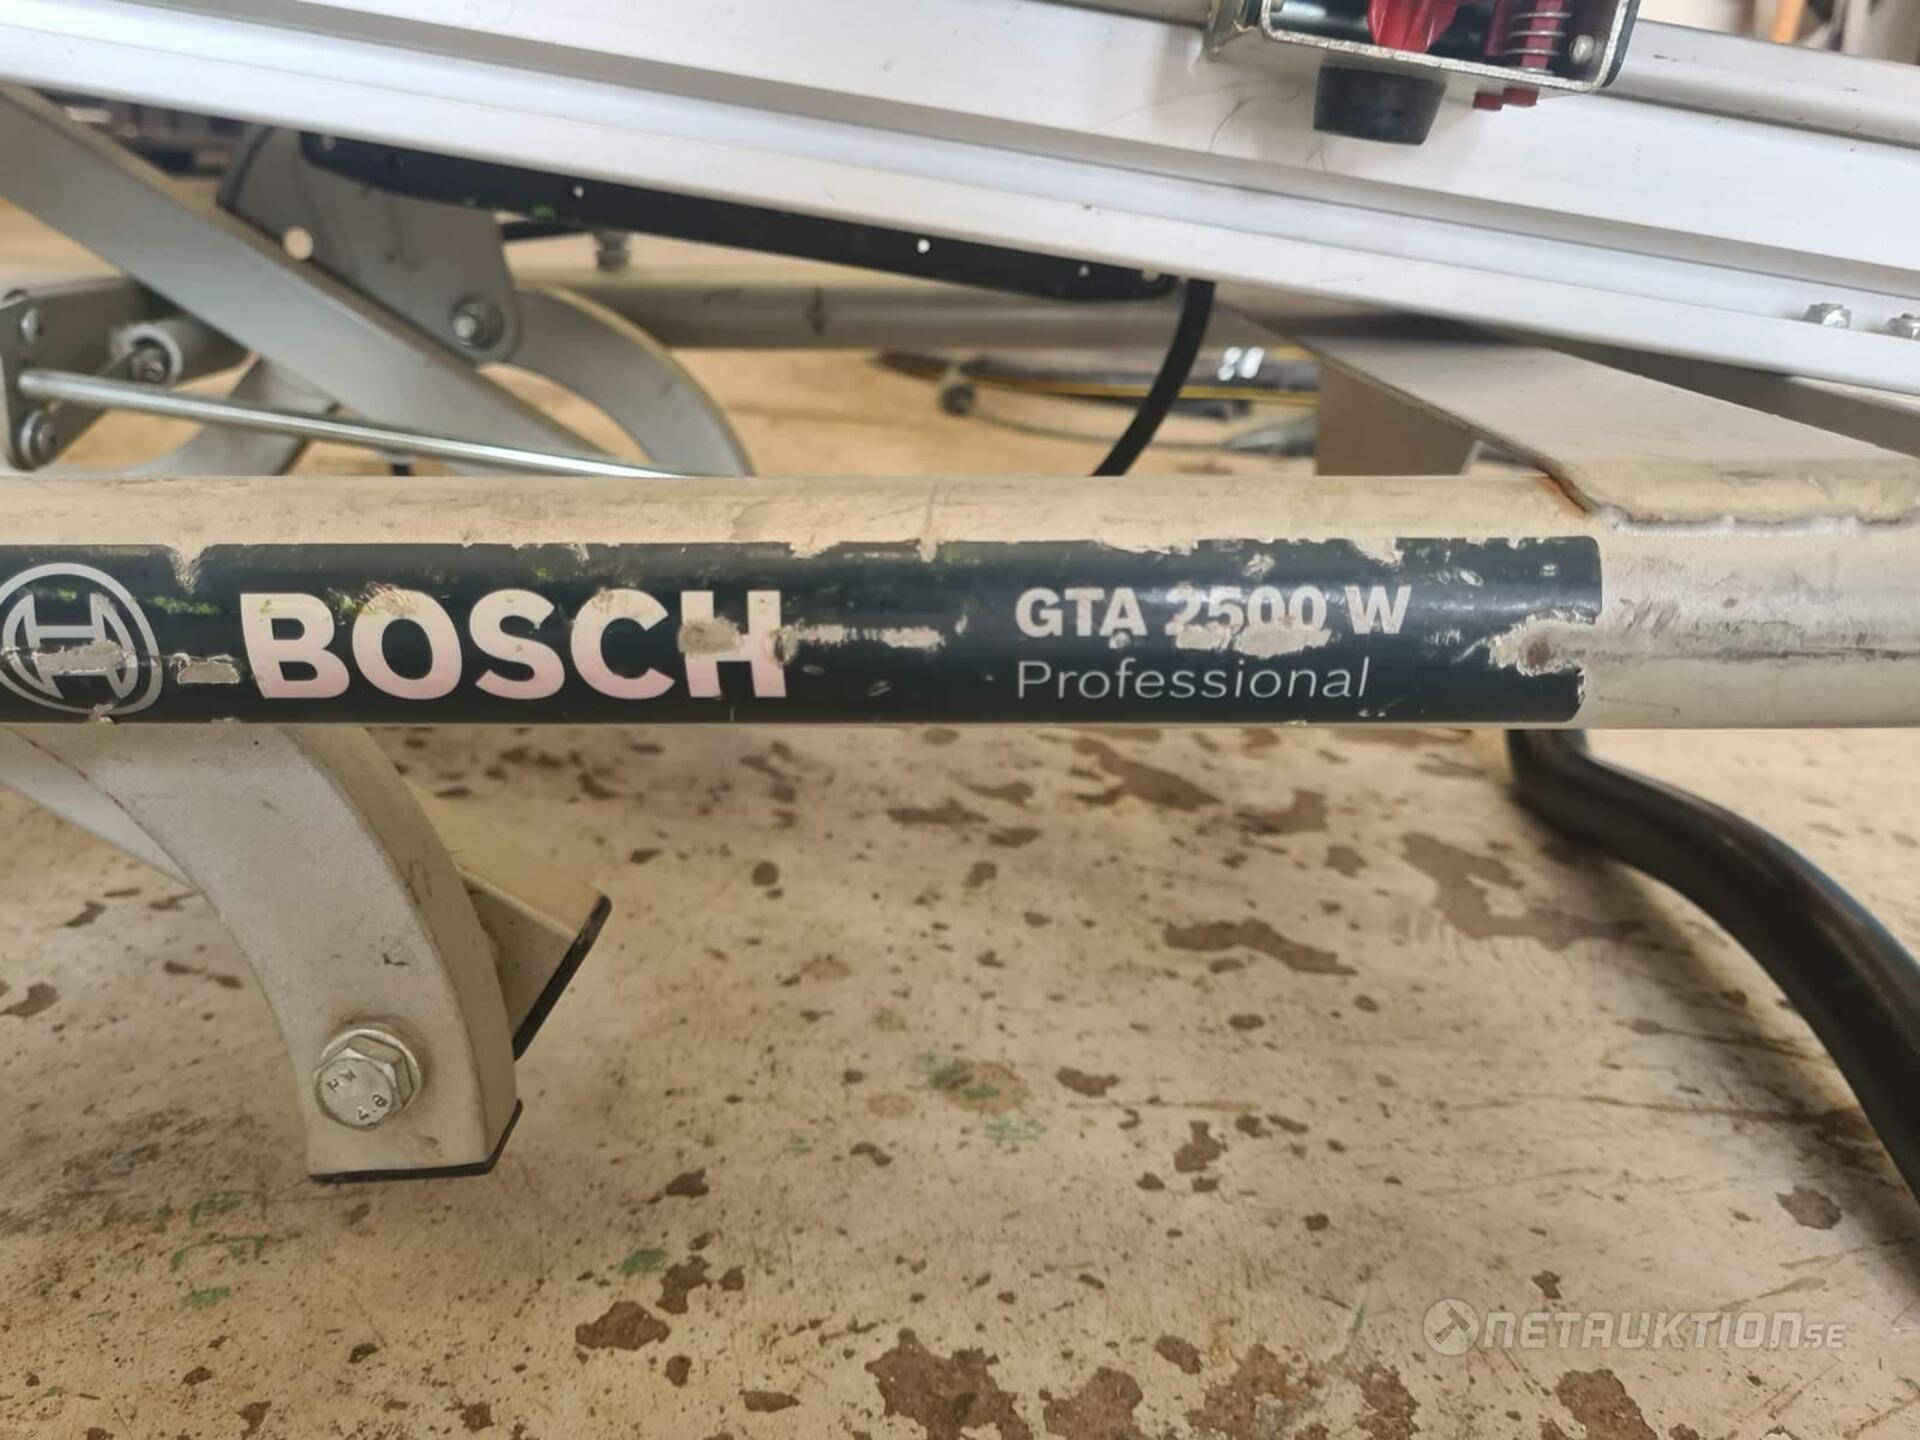 BOSCH
GTA 2500 W
Professional
NETAUKTION.SE